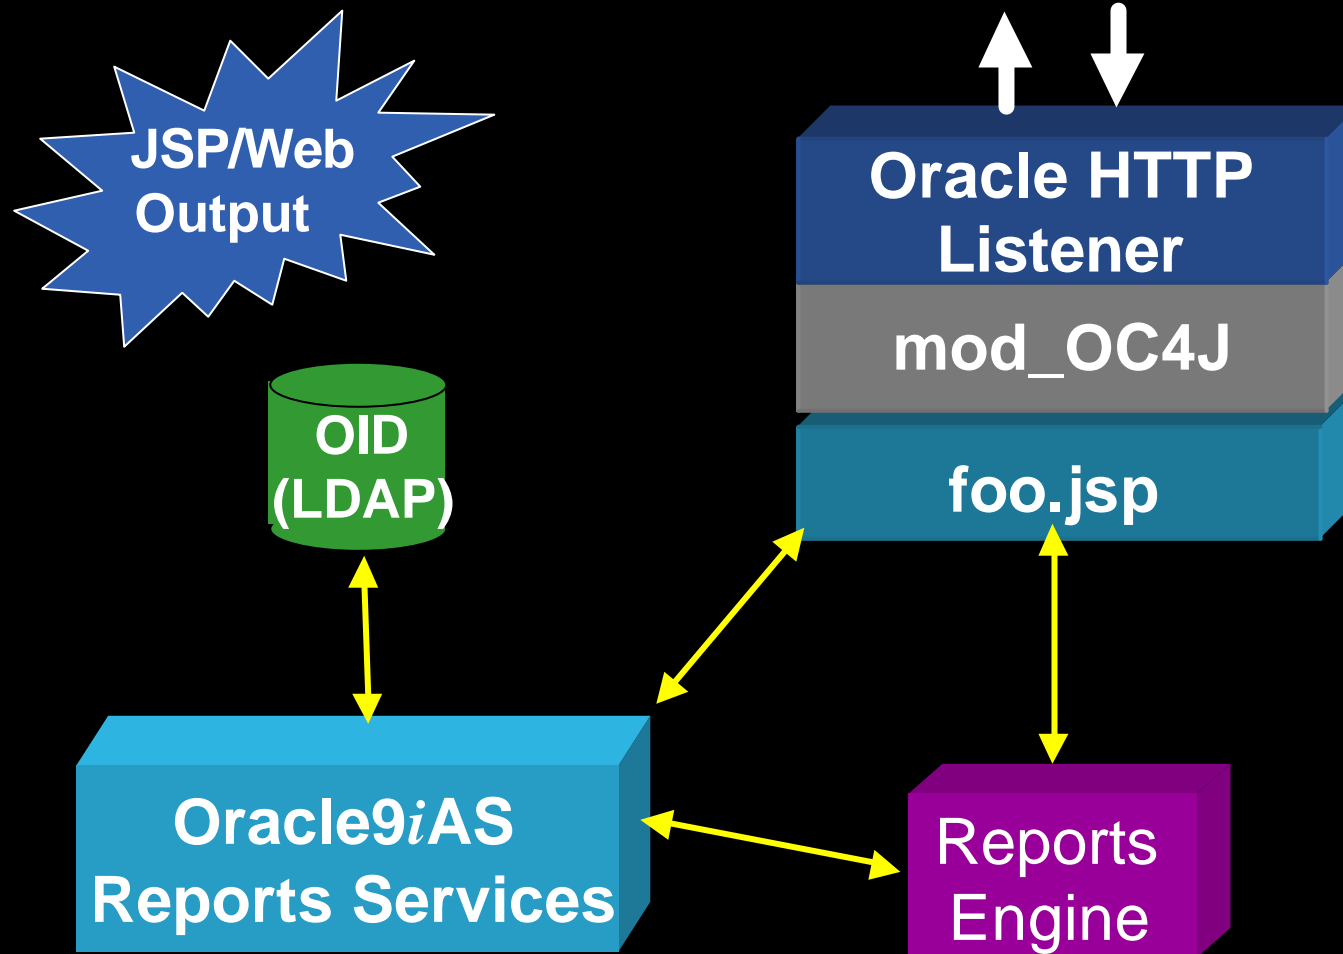 JSP/Web
Output
Oracle HTTP
Listener
mod_OC4J
foo.jsp
OID
(LDAP)
Oracle9iAS
Reports Services
Reports
Engine